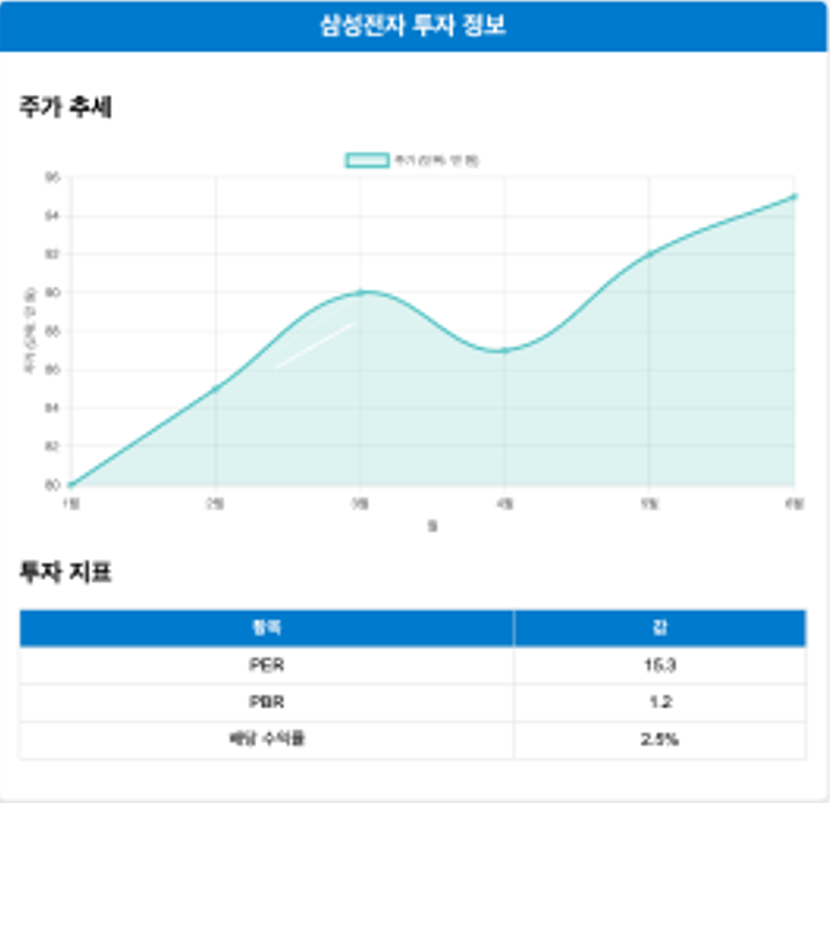 삼성전자 투자 정보
주가 추세
주가 (단위: 만 원)
96
94
92
90
88
86
84
82
80
주가 (단위: 만 원)
1월 2월 3월 4월 5월 6월
월
투자 지표
항목 값
PER 15.3
PBR 1.2
배당 수익률 2.5%